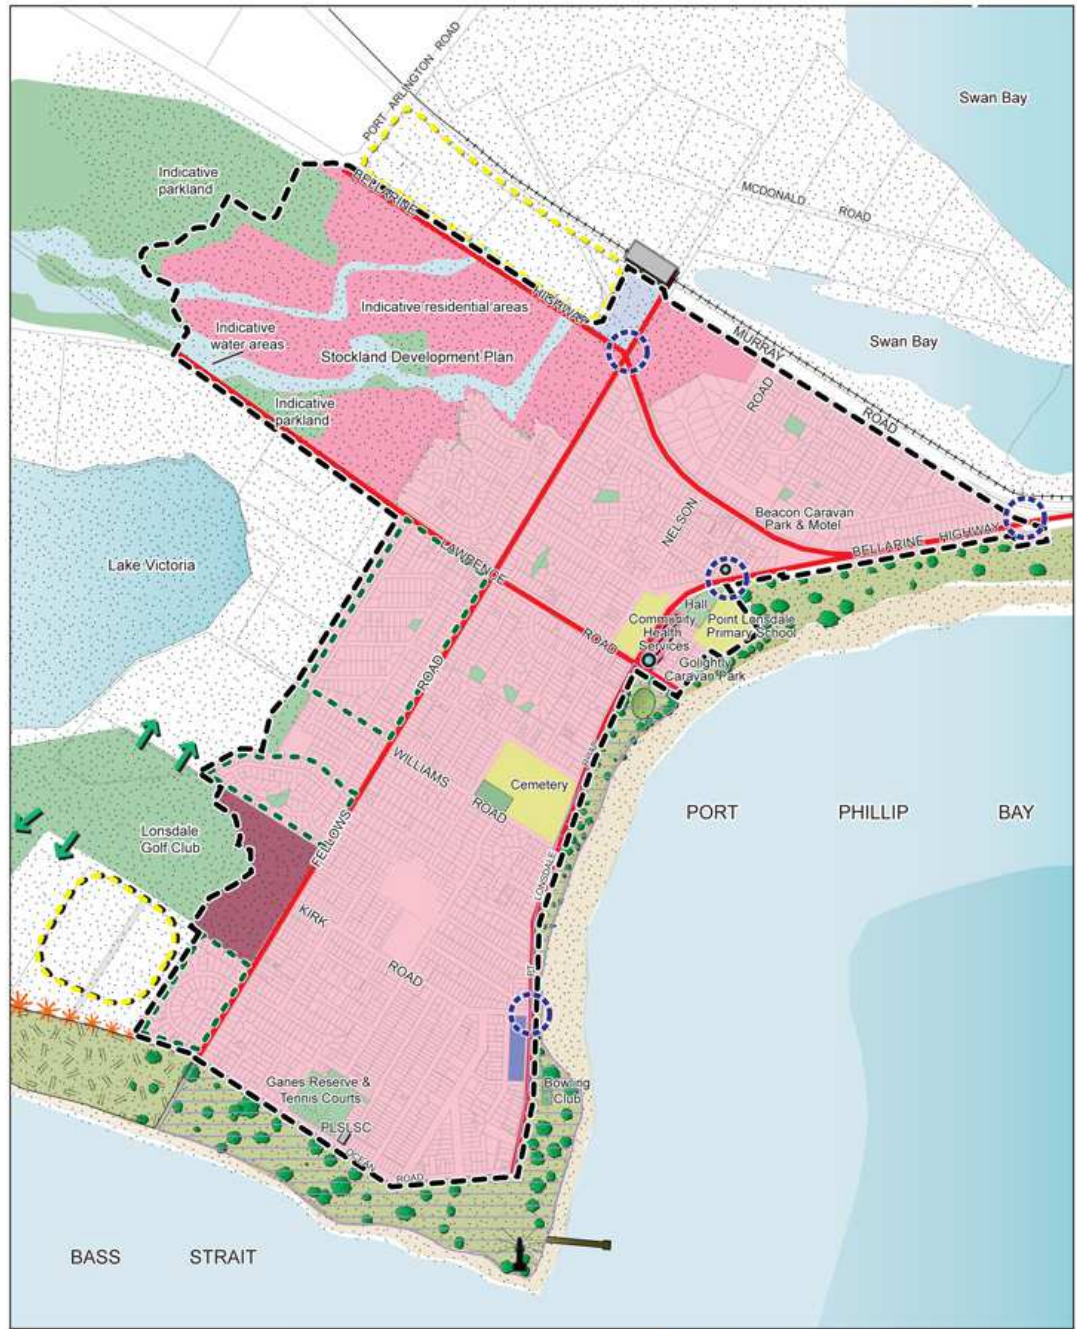 PORT ARLINGTON ROAD
Swan Bay
Indicative
parkland
BELLARINE
HIGHWAY
MCDONALD ROAD
Indicative residential areas
Indicative
water areas
Stockland Development Plan
Swan Bay
MURRAY
ROAD
ROAD
NELSON
Indicative
parkland
Beacon Caravan
Park & Motel
BELLARINE HIGHWAY
Lake Victoria
LAWRENCE
ROAD
Hall
Community
Health
Services
Point Lonsdale
Primary School
Golightly
Caravan Park
ROAD
FELLOWS
WILLIAMS
ROAD
Cemetery
ROAD
LONSDALE
PT
PORT PHILLIP BAY
Lonsdale
Golf Club
KIRK
ROAD
Ganes Reserve &
Tennis Courts
PLSLSC
OCEAN
ROAD
Bowling
Club
BASS STRAIT